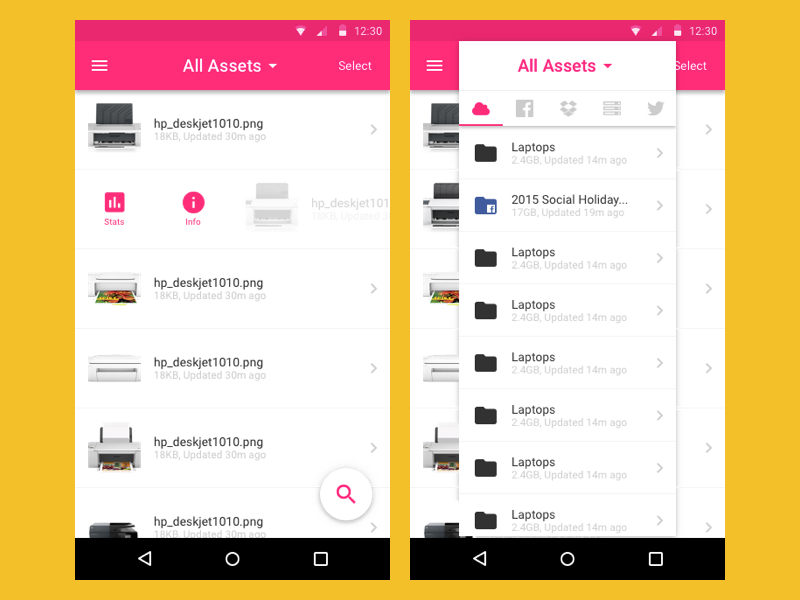 12:30
All Assets
Select
hp_deskjet1010.png
18KB, Updated 30m ago
Stats
Info
hp_deskjet101
18KB, Updated 30
hp_deskjet1010.png
18KB, Updated 30m ago
hp_deskjet1010.png
18KB, Updated 30m ago
hp_deskjet1010.png
18KB, Updated 30m ago
hp_deskjet1010.png
18KB, Updated 30m ago
12:30
All Assets
Select
Laptops
2.4GB, Updated 14m ago
2015 Social Holiday...
17GB, Updated 19m ago
Laptops
2.4GB, Updated 14m ago
Laptops
2.4GB, Updated 14m ago
Laptops
2.4GB, Updated 14m ago
Laptops
2.4GB, Updated 14m ago
Laptops
2.4GB, Updated 14m ago
Laptops
2.4GB, Updated 14m ago